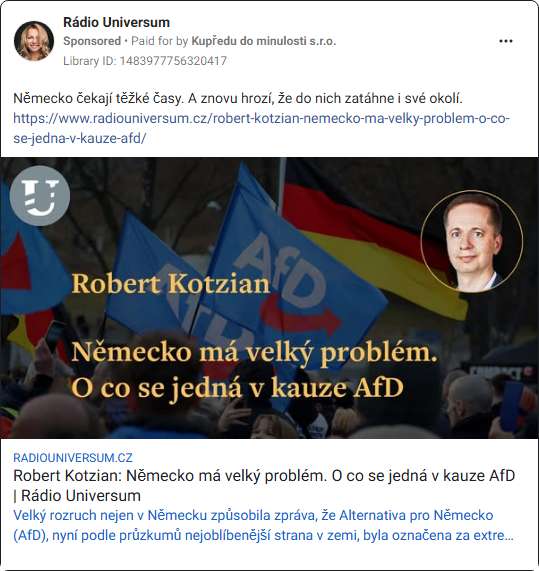 Rádio Universum
Sponsored • Paid for by Kupředu do minulosti s.r.o.
Library ID: 1483977756320417
Německo čekají těžké časy. A znovu hrozí, že do nich zatáhne i své okolí.
https://www.radiouniversum.cz/robert-kotzian-nemecko-ma-velky-problem-o-co-
se-jedna-v-kauze-afd/
U
AfD
Robert Kotzian
Německo má velký problém.
O co se jedná v kauze AfD
RADIOUNIVERSUM.CZ
Robert Kotzian: Německo má velký problém. O co se jedná v kauze AfD
| Rádio Universum
Velký rozruch nejen v Německu způsobila zpráva, že Alternativa pro Německo
(AfD), nyní podle průzkumů nejoblíbenější strana v zemi, byla označena za extre…